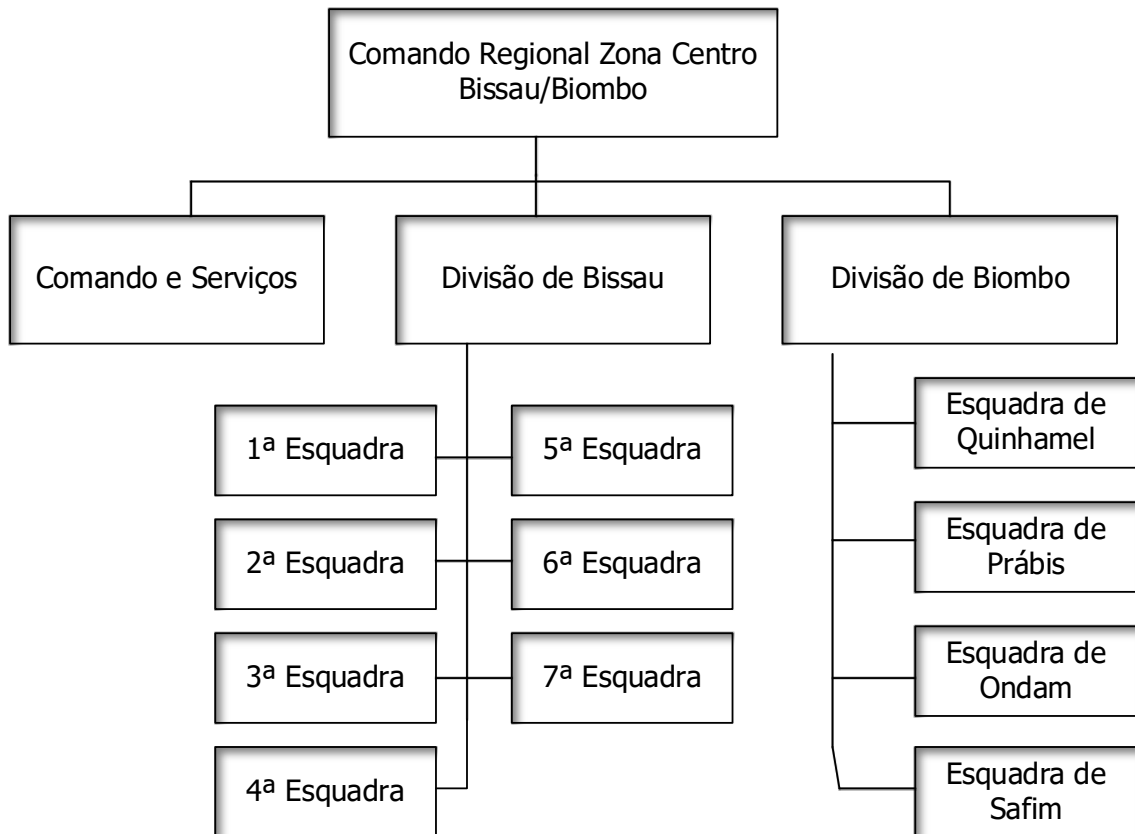 Comando Regional Zona Centro
Bissau/Biombo
Comando e Serviços
Divisão de Bissau
Divisão de Biombo
1ª Esquadra
5ª Esquadra
2ª Esquadra
6ª Esquadra
3ª Esquadra
7ª Esquadra
4ª Esquadra
Esquadra de
Quinhamel
Esquadra de
Prábis
Esquadra de
Ondam
Esquadra de
Safim